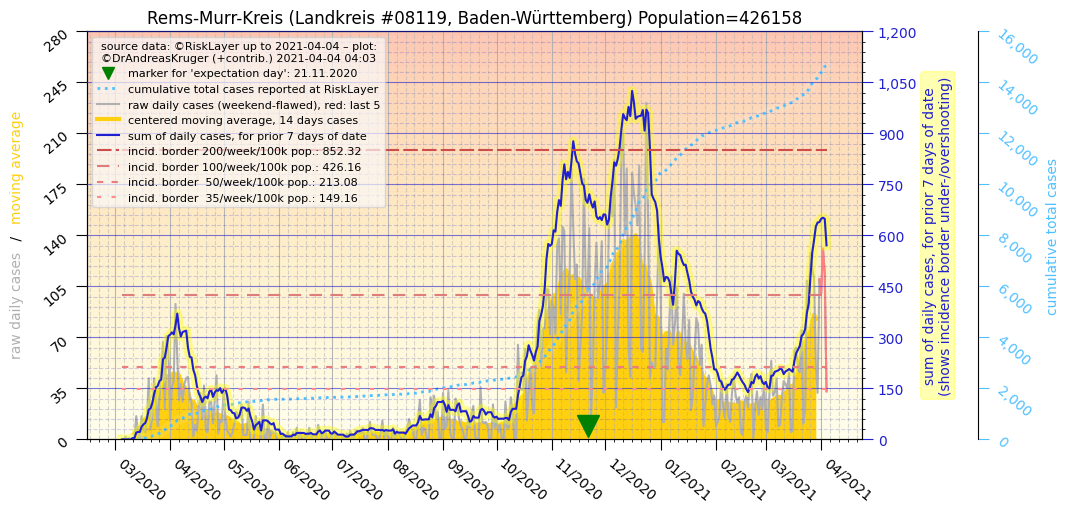 Rems-Murr-Kreis (Landkreis #08119, Baden-Württemberg) Population=426158
source data: ©RiskLayer up to 2021-04-04 – plot:
©DrAndreasKruger (+contrib.) 2021-04-04 04:03
marker for 'expectation day': 21.11.2020
cumulative total cases reported at RiskLayer
raw daily cases (weekend-flawed), red: last 5
centered moving average, 14 days cases
sum of daily cases, for prior 7 days of date
incid. border 200/week/100k pop.: 852.32
incid. border 100/week/100k pop.: 426.16
incid. border  50/week/100k pop.: 213.08
incid. border  35/week/100k pop.: 149.16
raw daily cases / moving average
280
245
210
175
140
105
70
35
0
03/2020
04/2020
05/2020
06/2020
07/2020
08/2020
09/2020
10/2020
11/2020
12/2020
01/2021
02/2021
03/2021
04/2021
1,200
1,050
900
750
600
450
300
150
0
sum of daily cases, for prior 7 days of date
(shows incidence border under-/overshooting)
16,000
14,000
12,000
10,000
8,000
6,000
4,000
2,000
0
cumulative total cases